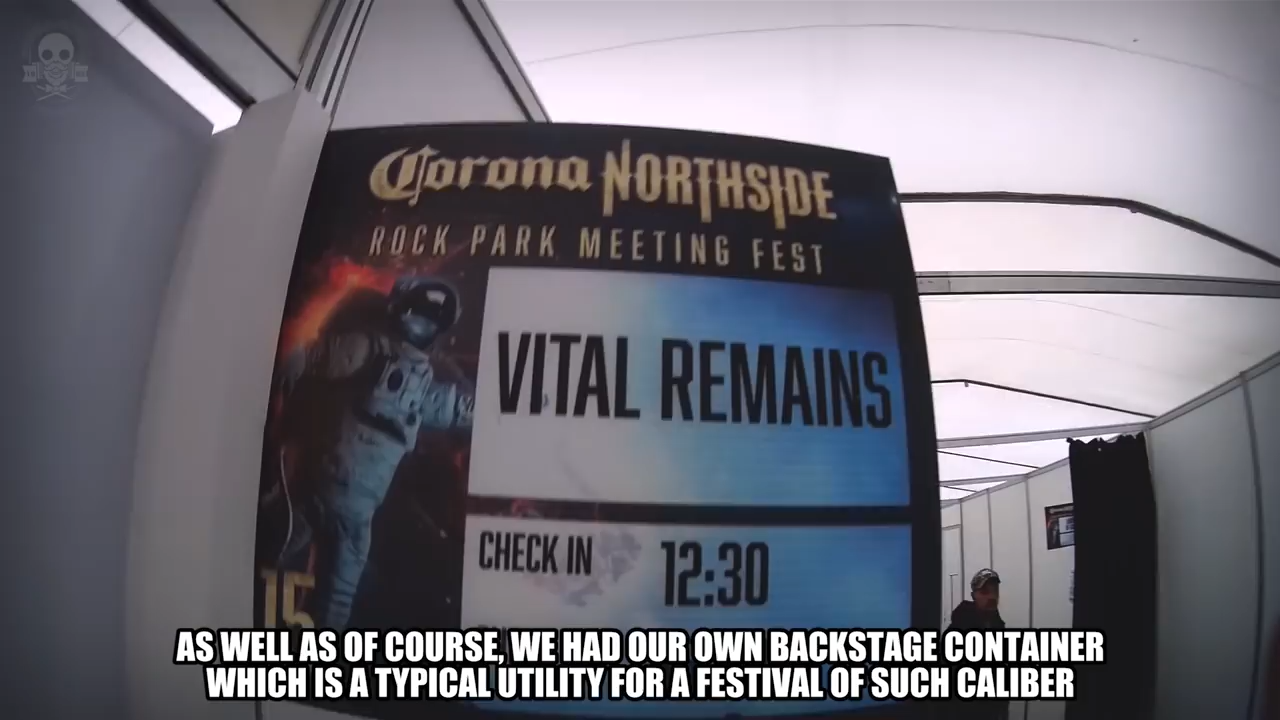 Corona NORTHSIDE
ROCK PARK MEETING FEST
VITAL REMAINS
CHECK IN 12:30
15
AS WELL AS OF COURSE, WE HAD OUR OWN BACKSTAGE CONTAINER
WHICH IS A TYPICAL UTILITY FOR A FESTIVAL OF SUCH CALIBER